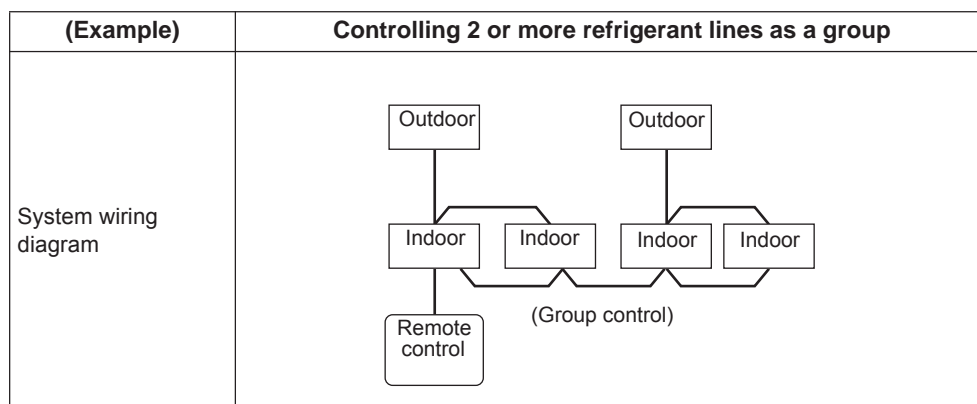 (Example)
Controlling 2 or more refrigerant lines as a group
System wiring
diagram
Outdoor
Outdoor
Indoor
Indoor
Indoor
Indoor
(Group control)
Remote
control